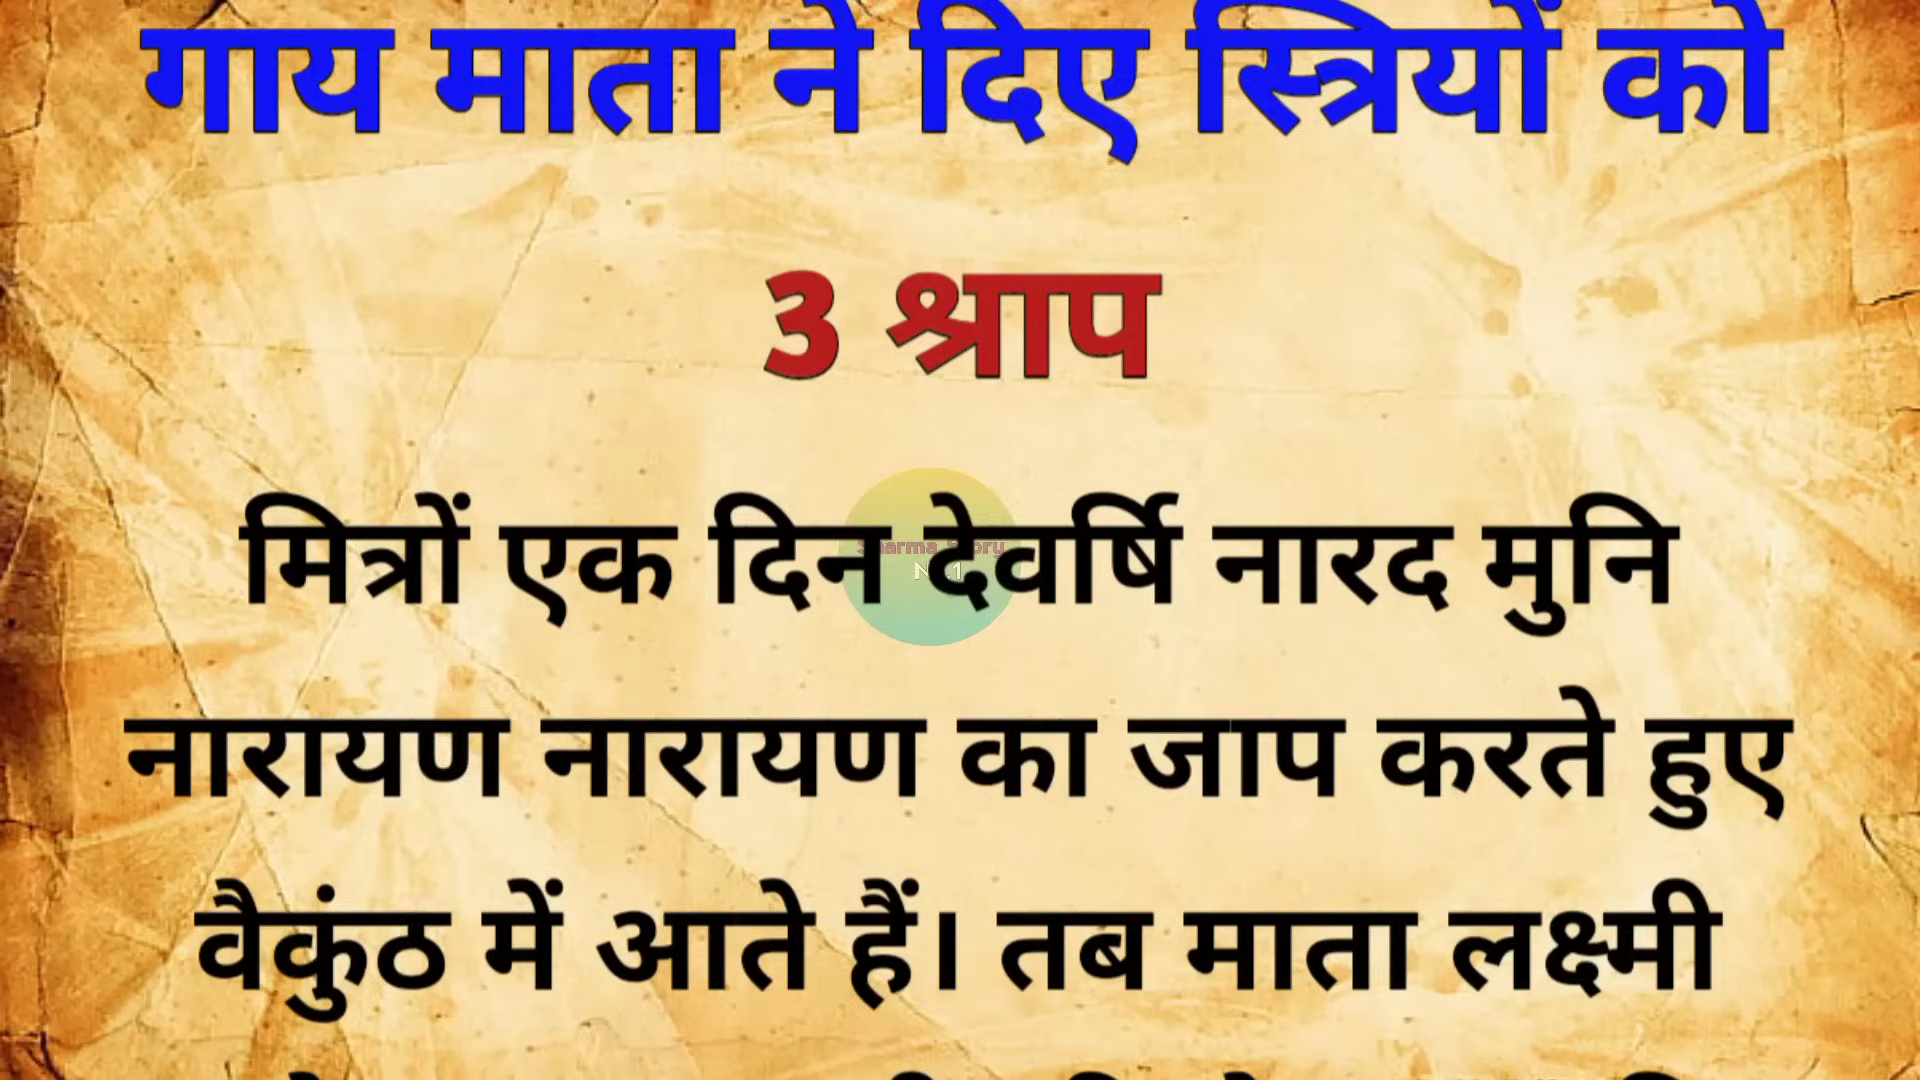 गाय माता ने दिए स्त्रियों को
3 श्राप
मित्रों एक दिन देवर्षि नारद मुनि
नारायण नारायण का जाप करते हुए
वैकुंठ में आते हैं। तब माता लक्ष्मी